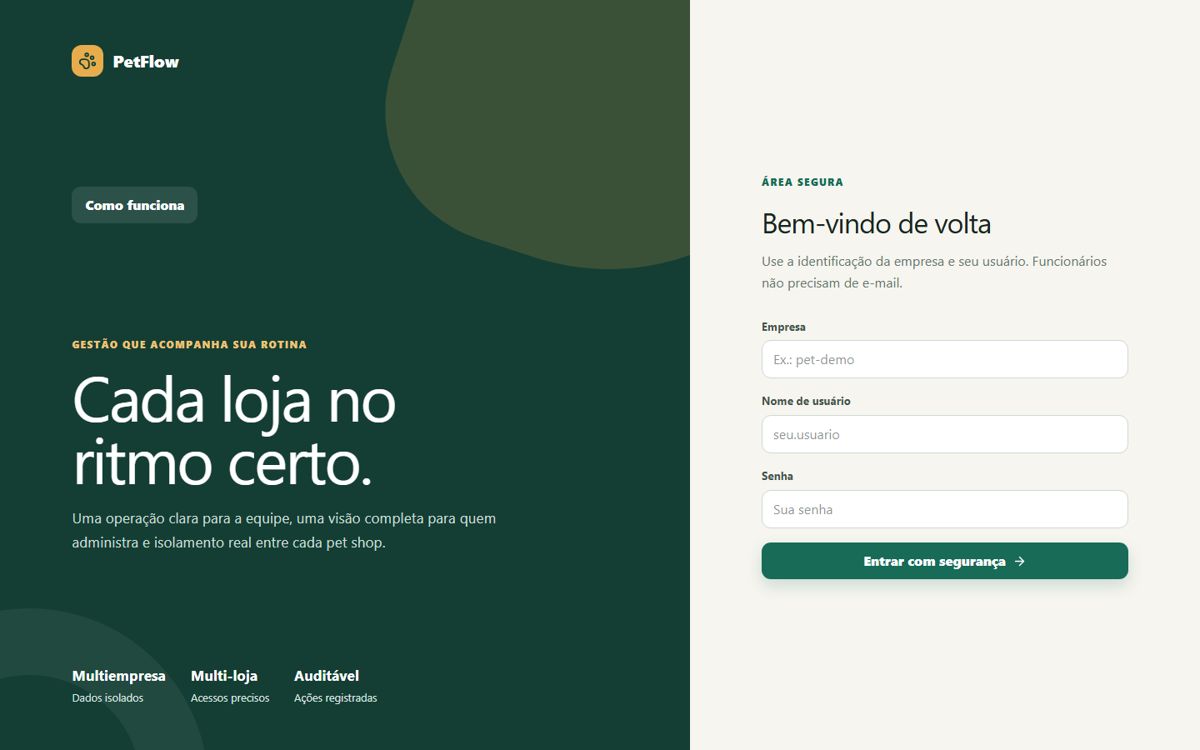 PetFlow
Como funciona
GESTÃO QUE ACOMPANHA SUA ROTINA
Cada loja no
ritmo certo.
Uma operação clara para a equipe, uma visão completa para quem
administra e isolamento real entre cada pet shop.
Multiempresa
Dados isolados
Multi-loja
Acessos precisos
Auditável
Ações registradas
ÁREA SEGURA
Bem-vindo de volta
Use a identificação da empresa e seu usuário. Funcionários
não precisam de e-mail.
Empresa
Ex.: pet-demo
Nome de usuário
seu.usuario
Senha
Sua senha
Entrar com segurança →